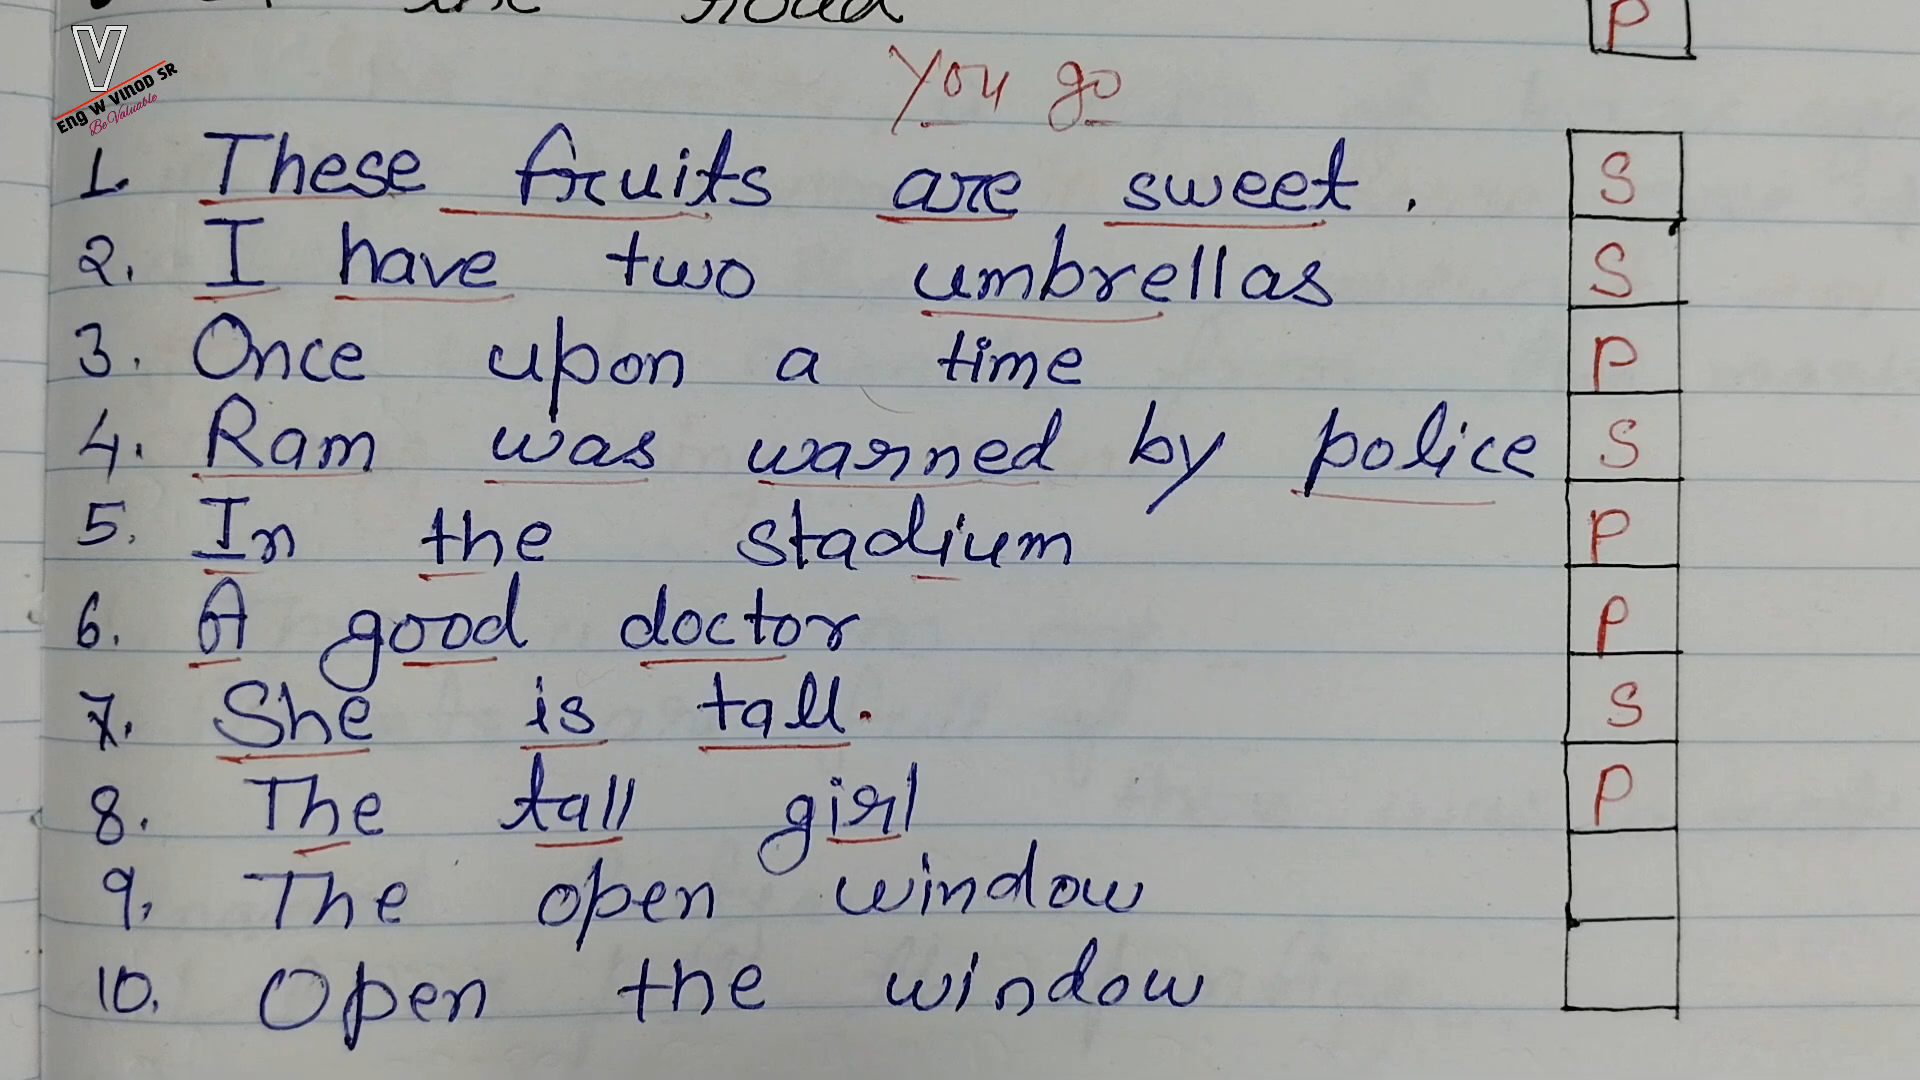 the road P
You go
V
Eng W Vinod SR
Be Valuable
1. These fruits are sweet. S
2. I have two umbrellas S
3. Once upon a time P
4. Ram was warned by police S
5. In the stadium P
6. A good doctor P
7. She is tall. S
8. The tall girl P
9. The open window
10. Open the window